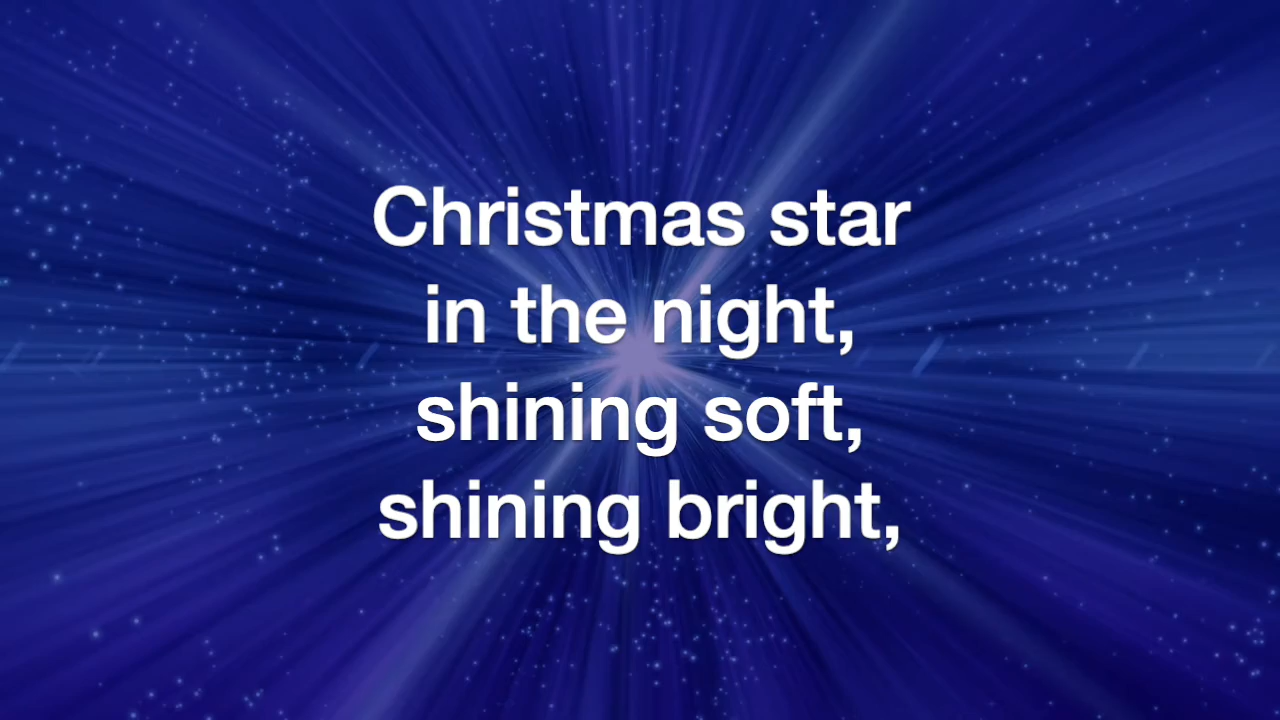 Christmas star
in the night,
shining soft,
shining bright,